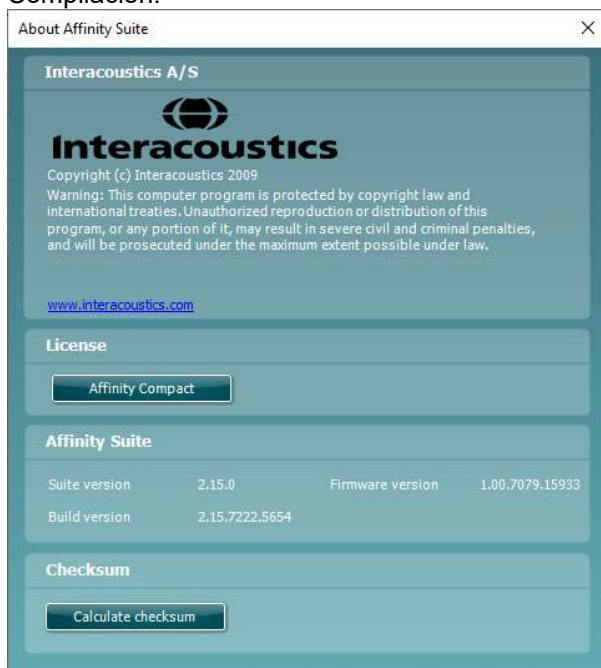 Compilación.
About Affinity Suite
Interacoustics A/S
Interacoustics
Copyright (c) Interacoustics 2009
Warning: This computer program is protected by copyright law and
international treaties. Unauthorized reproduction or distribution of this
program, or any portion of it, may result in severe civil and criminal penalties,
and will be prosecuted under the maximum extent possible under law.
www.interacoustics.com
License
Affinity Compact
Affinity Suite
Suite version 2.15.0 Firmware version 1.00.7079.15933
Build version 2.15.7222.5654
Checksum
Calculate checksum